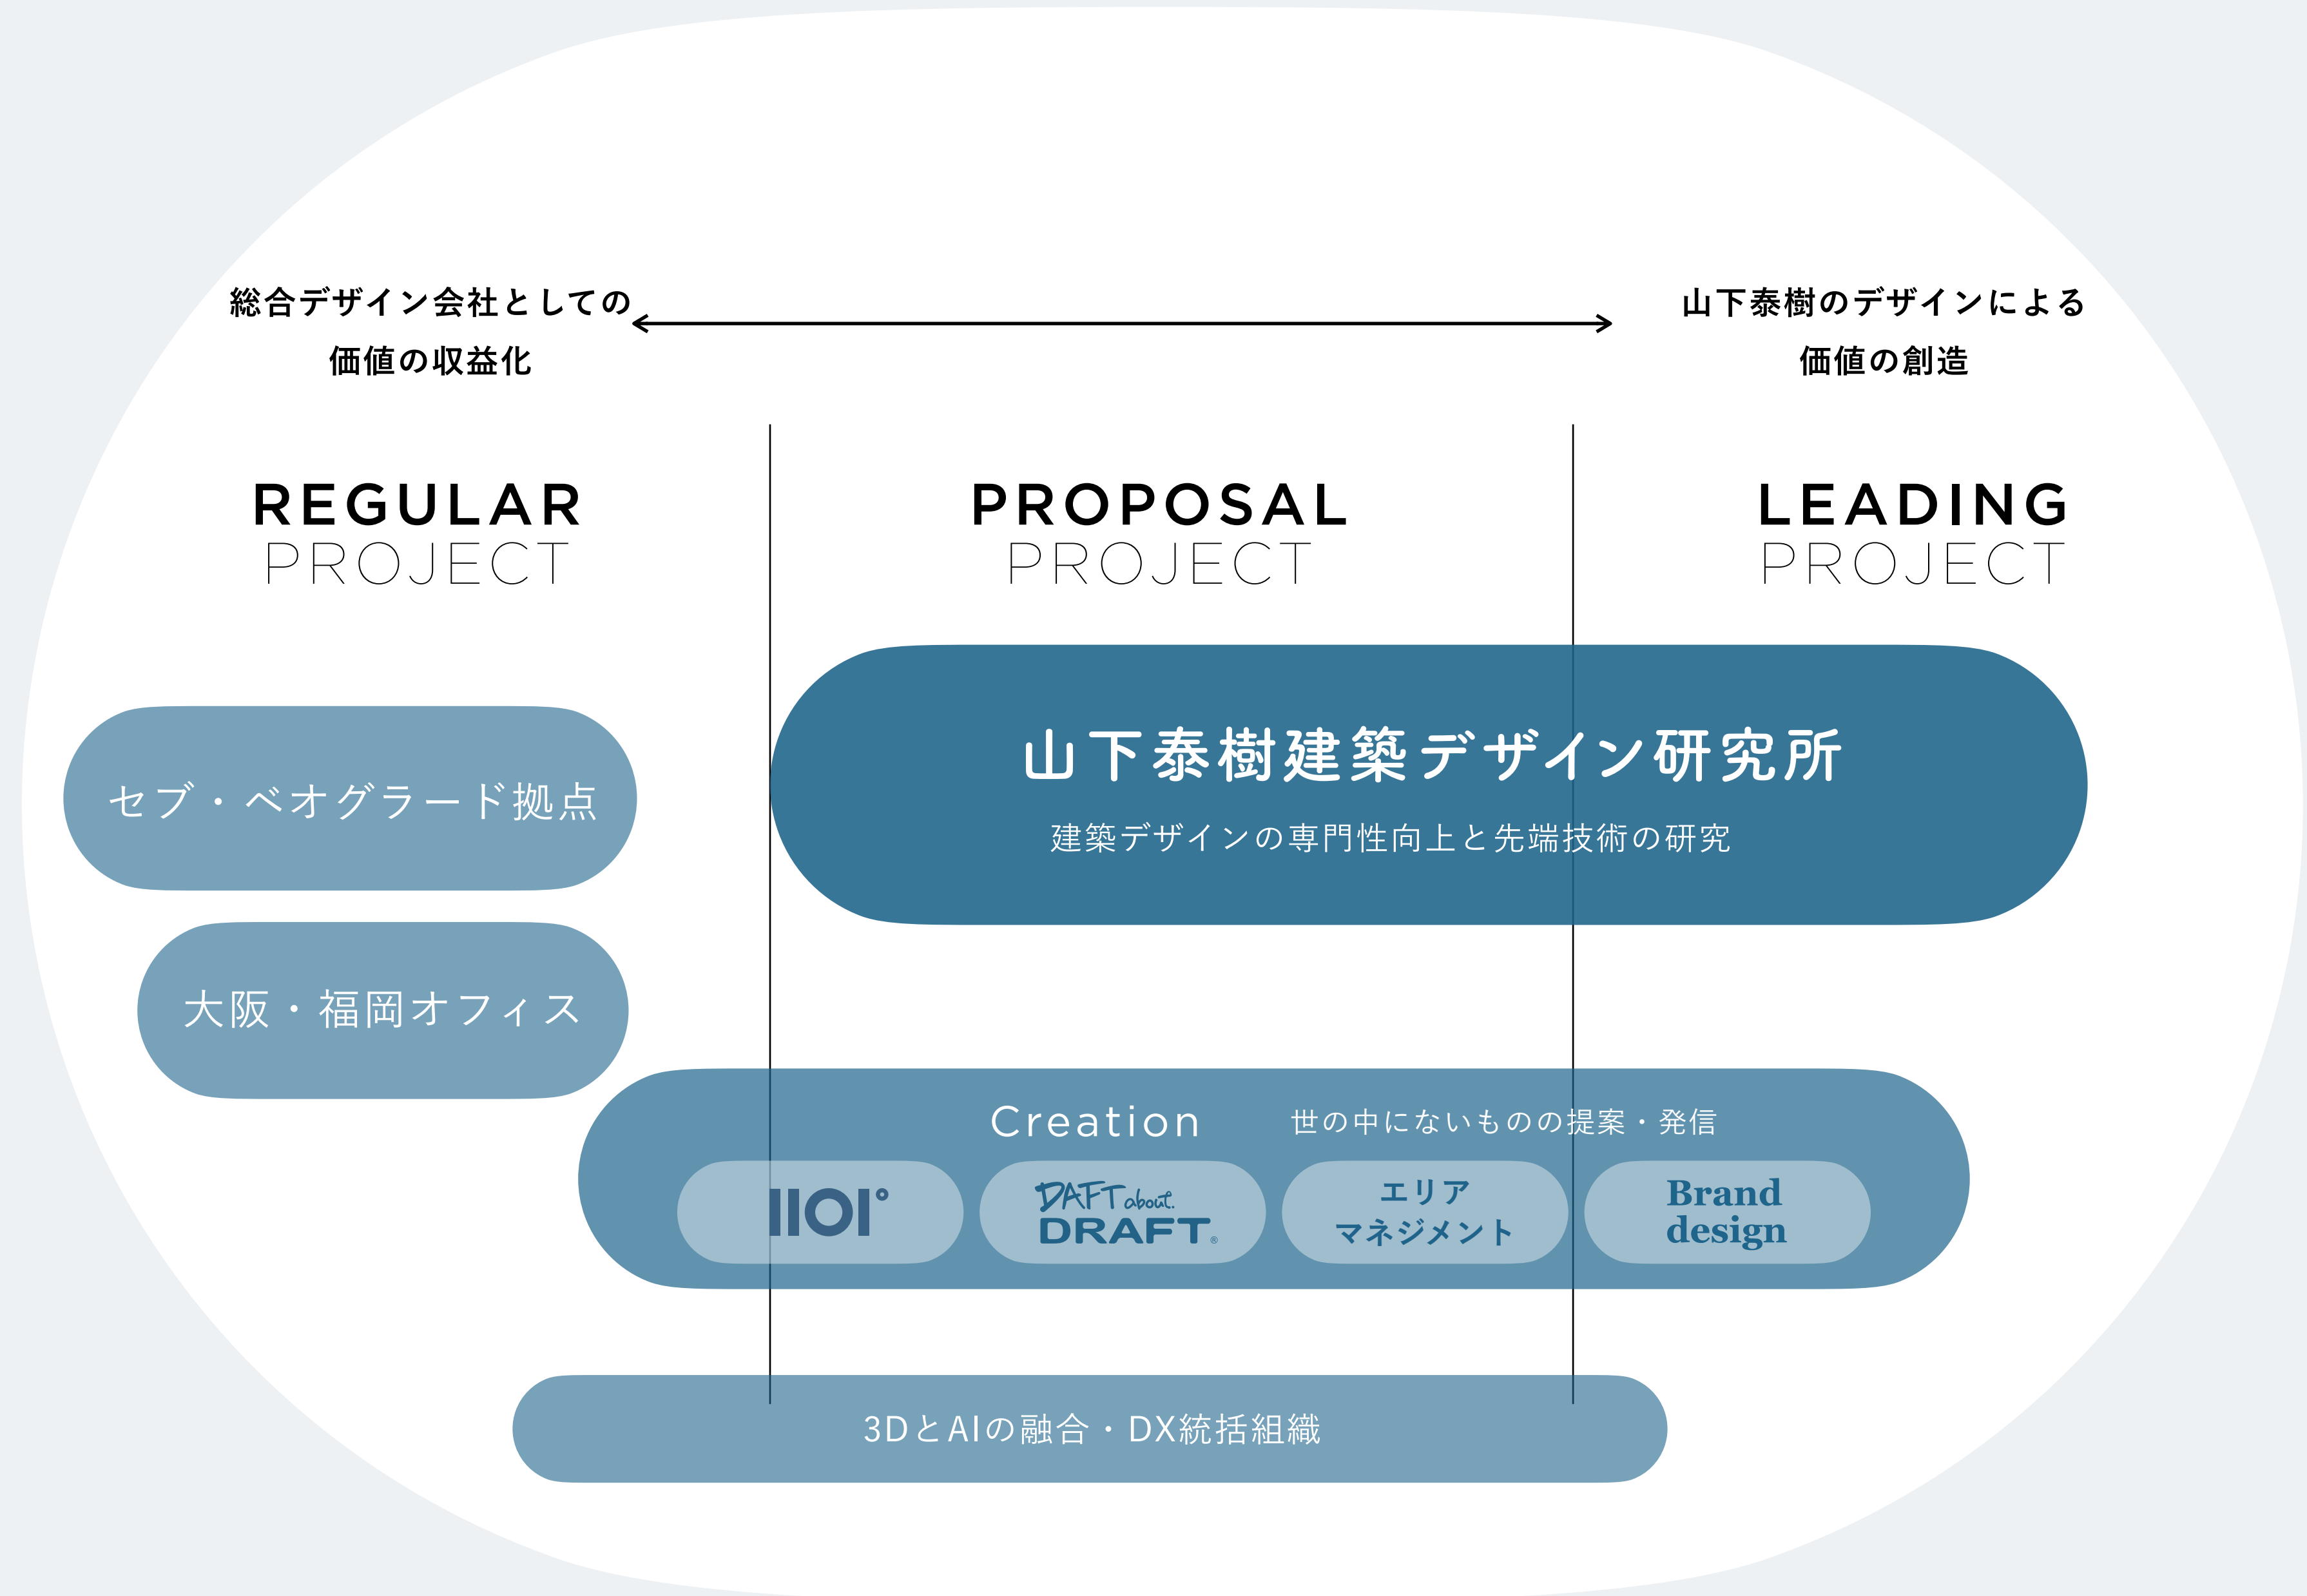 総合デザイン会社としての
価値の収益化
山下泰樹のデザインによる
価値の創造
REGULAR
PROJECT
PROPOSAL
PROJECT
LEADING
PROJECT
山下泰樹建築デザイン研究所
建築デザインの専門性向上と先端技術の研究
セブ・ベオグラード拠点
大阪・福岡オフィス
Creation 世の中にないものの提案・発信
1101°
DAFT about
DRAFT®
エリア
マネジメント
Brand
design
3DとAIの融合・DX統括組織